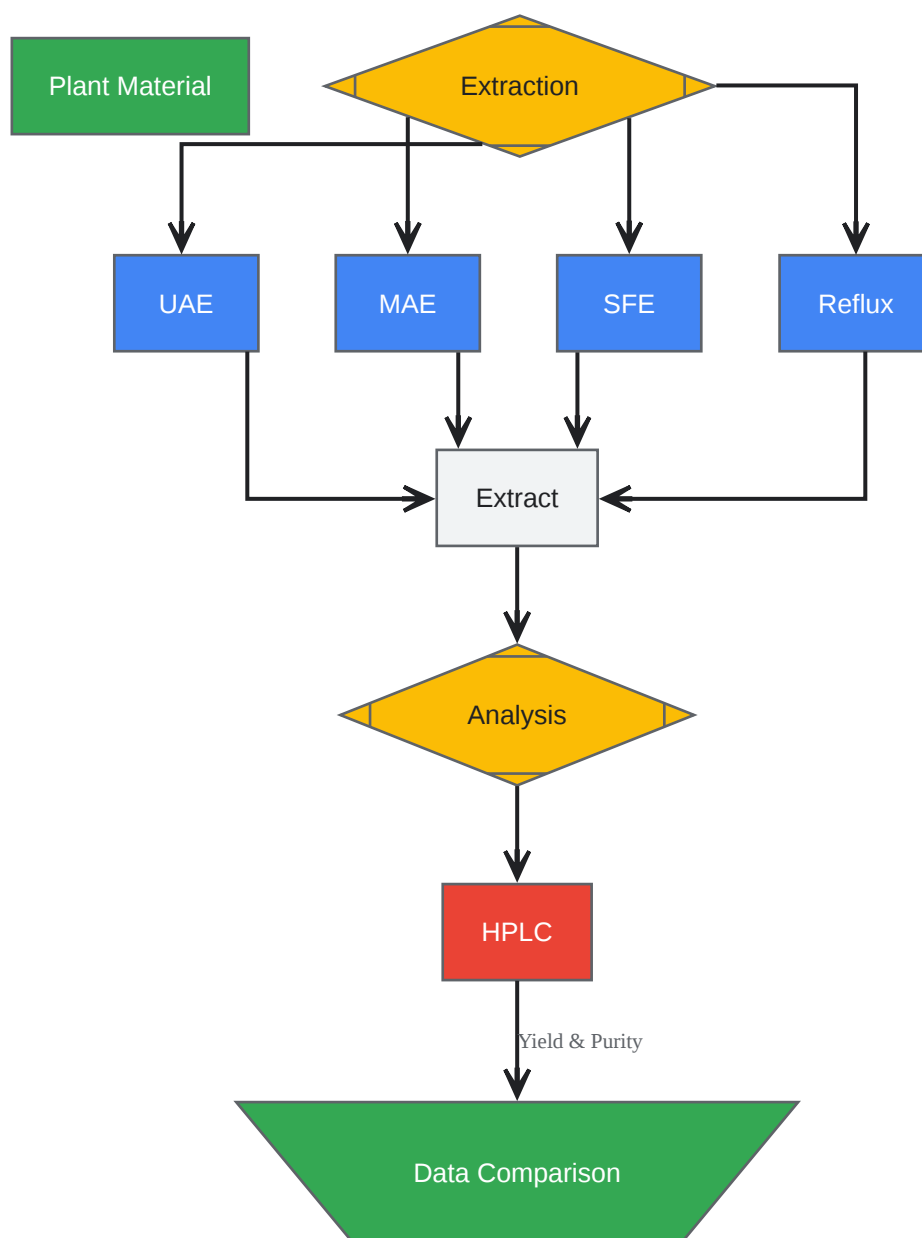 Plant Material
Extraction
UAE
MAE
SFE
Reflux
Extract
Analysis
HPLC
Yield & Purity
Data Comparison